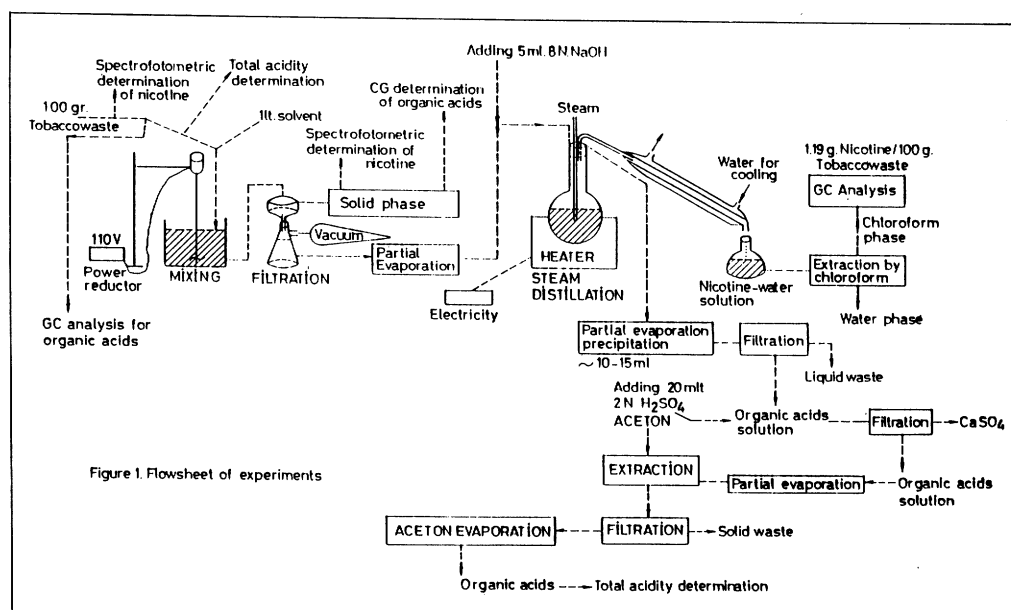 Adding 5 ml. 8 N. NaOH
Spectrofotometric
determination
of nicotine
Total acidity
determination
100 gr.
Tobaccowaste
1 lt. solvent
CG determination
of organic acids
Spectrofotometric
determination of
nicotine
Solid phase
Vacuum
Partial
Evaporation
110 V
Power
reductor
MIXING
FILTRATION
GC analysis for
organic acids
Steam
Water for
cooling
HEATER
STEAM
DISTILLATION
Electricity
Nicotine-water
solution
1.19 g. Nicotine/100 g.
Tobaccowaste
GC Analysis
Chloroform
phase
Extraction by
chloroform
Water phase
Partial evaporation
precipitation
~ 10-15 ml
Filtration
Liquid waste
Adding 20 mlt
2 N H₂SO₄
ACETON
Organic acids
solution
Filtration
CaSO₄
Organic acids
solution
Partial evaporation
EXTRACTION
FILTRATION
Solid waste
ACETON EVAPORATION
Organic acids
Total acidity determination
Figure 1. Flowsheet of experiments